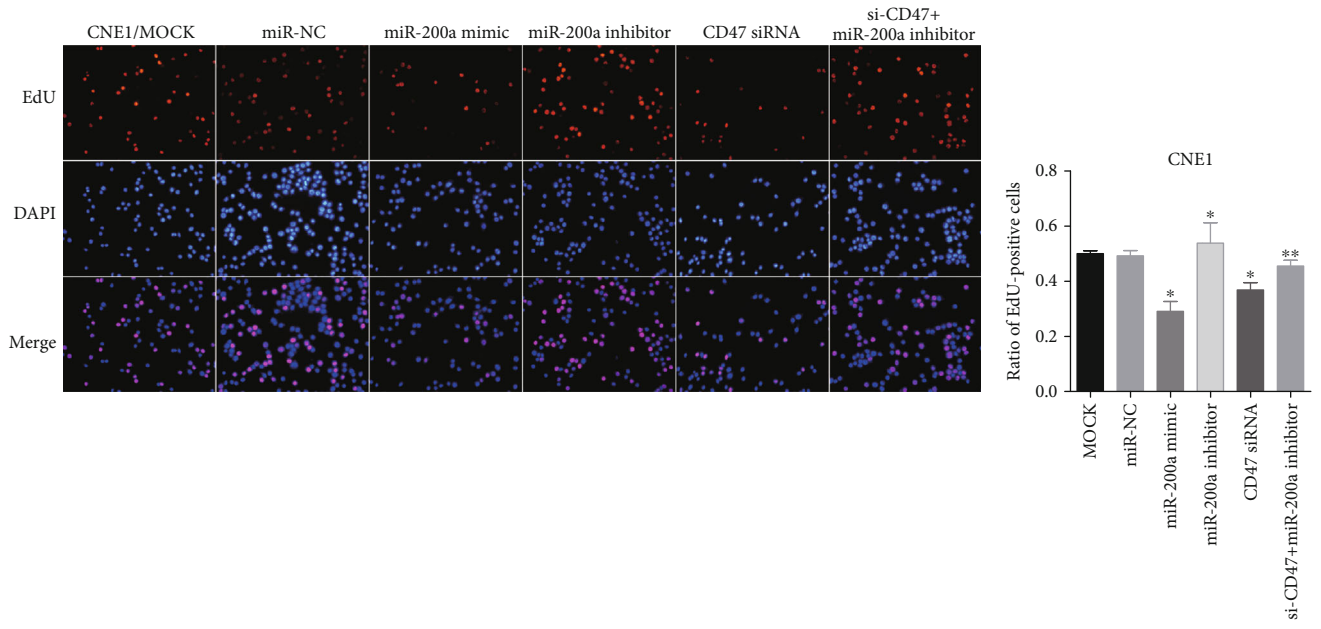 CNE1/MOCK
miR-NC
miR-200a mimic
miR-200a inhibitor
CD47 siRNA
si-CD47+
miR-200a inhibitor
EdU
DAPI
Merge
CNE1
Ratio of EdU-positive cells
0.8
0.6
0.4
0.2
0.0
*
*
*
**
MOCK
miR-NC
miR-200a mimic
miR-200a inhibitor
CD47 siRNA
si-CD47+miR-200a inhibitor